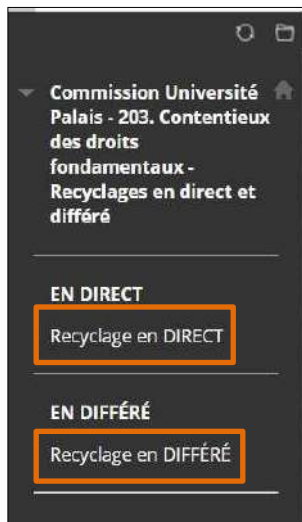 Commission Université
Palais - 203. Contentieux
des droits
fondamentaux -
Recyclages en direct et
différé
EN DIRECT
Recyclage en DIRECT
EN DIFFÉRÉ
Recyclage en DIFFÉRÉ